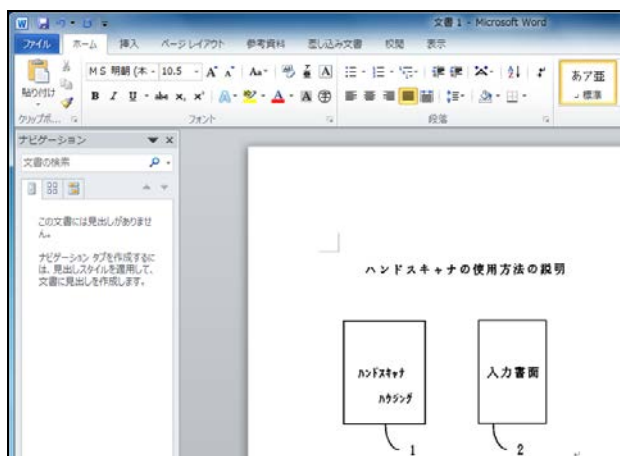 文書 1 - Microsoft Word
ファイル ホーム 挿入 ページ レイアウト 参考資料 差し込み文書 校閲 表示
MS 明朝 (本 10.5 A A Aa A
あア亜
貼り付け
B I U abc x₂ x² A A A 字
標準
クリップボ... フォント 段落
ナビゲーション
文書の検索
この文書には見出しがありませ
ん。
ナビゲーション タブを作成するに
は、見出しスタイルを適用して、
文書に見出しを作成します。
ハンドスキャナの使用方法の説明
ハンドスキャナ
ハウジング
入力書面
1 2